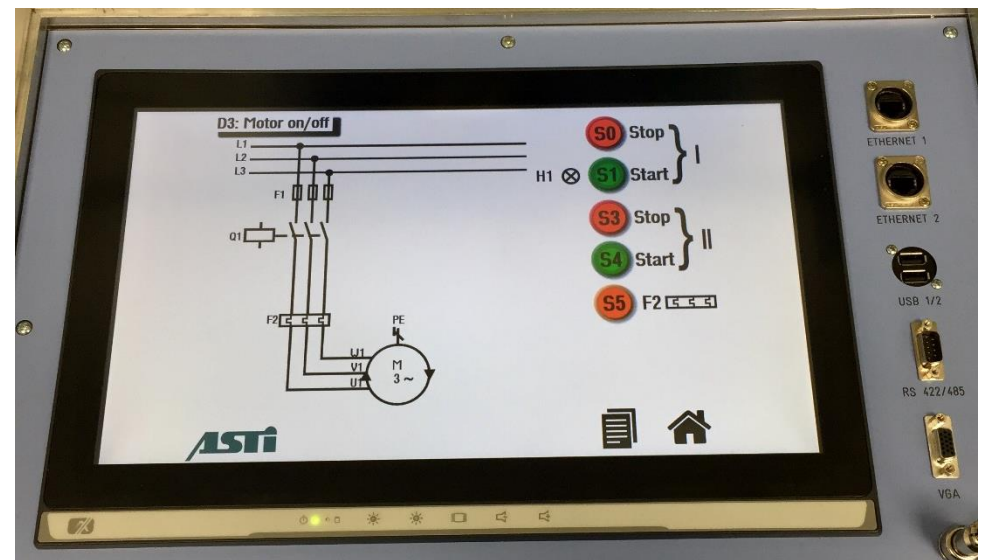 D3: Motor on/off
L1
L2
L3
F1
Q1
F2
PE
W1
V1
U1
M
3 ~
S0 Stop
I
H1 S1 Start
S3 Stop
II
S4 Start
S5 F2
ASTi
ETHERNET 1
ETHERNET 2
USB 1/2
RS 422/485
VGA